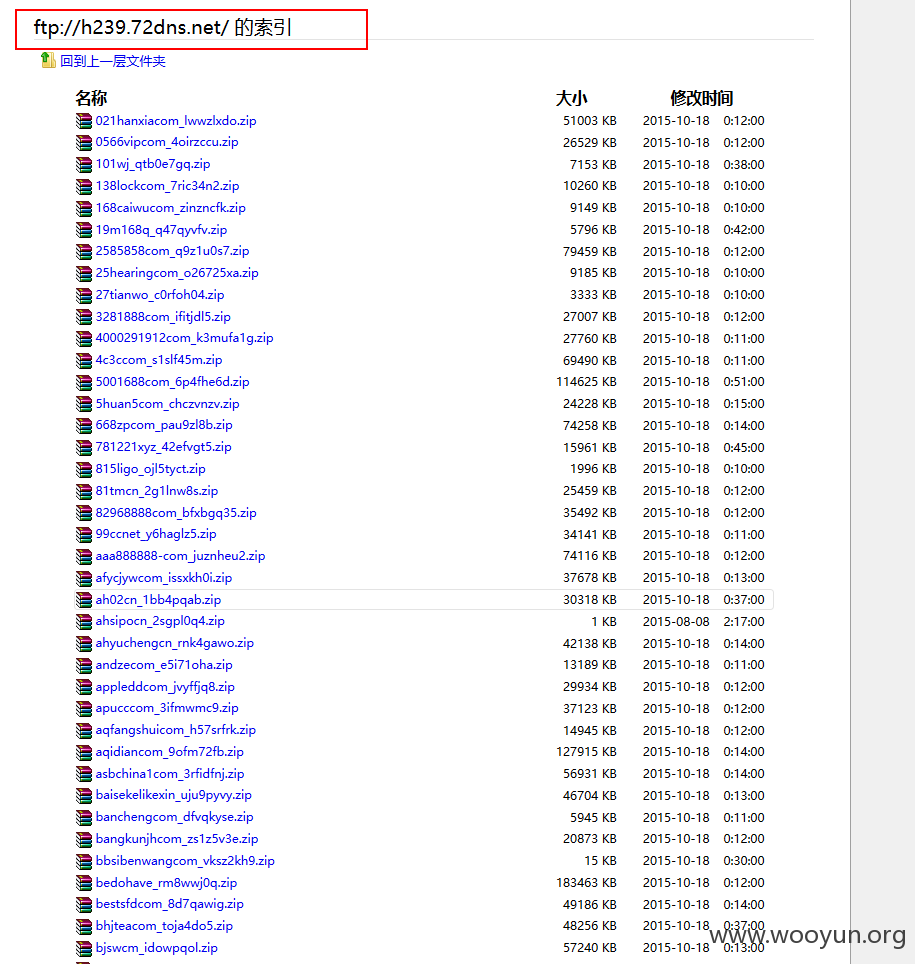 ftp://h239.72dns.net/ 的索引
回到上一层文件夹
名称 大小 修改时间
021hanxiacom_lwwzlxdo.zip 51003 KB 2015-10-18 0:12:00
0566vipcom_4oirzccu.zip 26529 KB 2015-10-18 0:12:00
101wj_qtb0e7gq.zip 7153 KB 2015-10-18 0:38:00
138lockcom_7ric34n2.zip 10260 KB 2015-10-18 0:10:00
168caiwucom_zinzncfk.zip 9149 KB 2015-10-18 0:10:00
19m168q_q47qyvfv.zip 5796 KB 2015-10-18 0:42:00
2585858com_q9z1u0s7.zip 79459 KB 2015-10-18 0:12:00
25hearingcom_o26725xa.zip 9185 KB 2015-10-18 0:10:00
27tianwo_c0rfoh04.zip 3333 KB 2015-10-18 0:10:00
3281888com_ifitjdl5.zip 27007 KB 2015-10-18 0:12:00
4000291912com_k3mufa1g.zip 27760 KB 2015-10-18 0:11:00
4c3ccom_s1slf45m.zip 69490 KB 2015-10-18 0:11:00
5001688com_6p4fhe6d.zip 114625 KB 2015-10-18 0:51:00
5huan5com_chczvnzv.zip 24228 KB 2015-10-18 0:15:00
668zpcom_pau9zl8b.zip 74258 KB 2015-10-18 0:14:00
781221xyz_42efvgt5.zip 15961 KB 2015-10-18 0:45:00
815ligo_ojl5tyct.zip 1996 KB 2015-10-18 0:10:00
81tmcn_2g1lnw8s.zip 25459 KB 2015-10-18 0:12:00
82968888com_bfxbgq35.zip 35492 KB 2015-10-18 0:12:00
99ccnet_y6haglz5.zip 34141 KB 2015-10-18 0:11:00
aaa888888-com_juznheu2.zip 74116 KB 2015-10-18 0:12:00
afycjywcom_issxkh0i.zip 37678 KB 2015-10-18 0:13:00
ah02cn_1bb4pqab.zip 30318 KB 2015-10-18 0:37:00
ahsipocn_2sgpl0q4.zip 1 KB 2015-08-08 2:17:00
ahyuchengcn_rnk4gawo.zip 42138 KB 2015-10-18 0:14:00
andzecom_e5i71oha.zip 13189 KB 2015-10-18 0:11:00
appleddcom_jvyffjq8.zip 29934 KB 2015-10-18 0:12:00
apucccom_3ifmwmc9.zip 37123 KB 2015-10-18 0:12:00
aqfangshuicom_h57srfrk.zip 14945 KB 2015-10-18 0:12:00
aqidiancom_9ofm72fb.zip 127915 KB 2015-10-18 0:14:00
asbchina1com_3rfidfnj.zip 56931 KB 2015-10-18 0:14:00
baisekelikexin_uju9pyvy.zip 46704 KB 2015-10-18 0:13:00
banchengcom_dfvqkyse.zip 5945 KB 2015-10-18 0:11:00
bangkunjhcom_zs1z5v3e.zip 20873 KB 2015-10-18 0:12:00
bbsibenwangcom_vksz2kh9.zip 15 KB 2015-10-18 0:30:00
bedohave_rm8wwj0q.zip 183463 KB 2015-10-18 0:12:00
bestsfdcom_8d7qawig.zip 49186 KB 2015-10-18 0:14:00
bhjteacom_toja4do5.zip 48256 KB 2015-10-18 0:37:00
www.wooyun.org
bjswcm_idowpqol.zip 57240 KB 2015-10-18 0:13:00